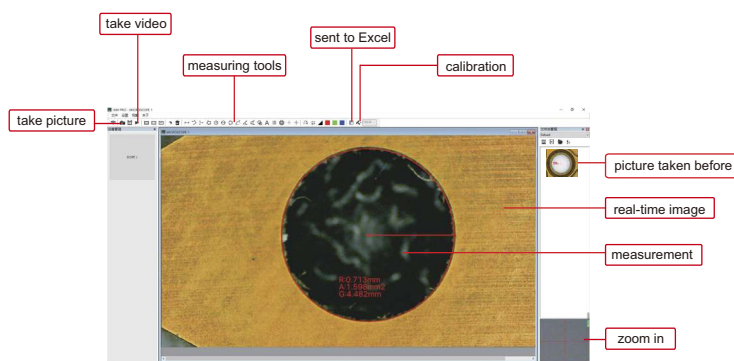 take video
sent to Excel
measuring tools
calibration
take picture
picture taken before
real-time image
R:0.713mm
A:1.598mm2
G:4.482mm
measurement
zoom in